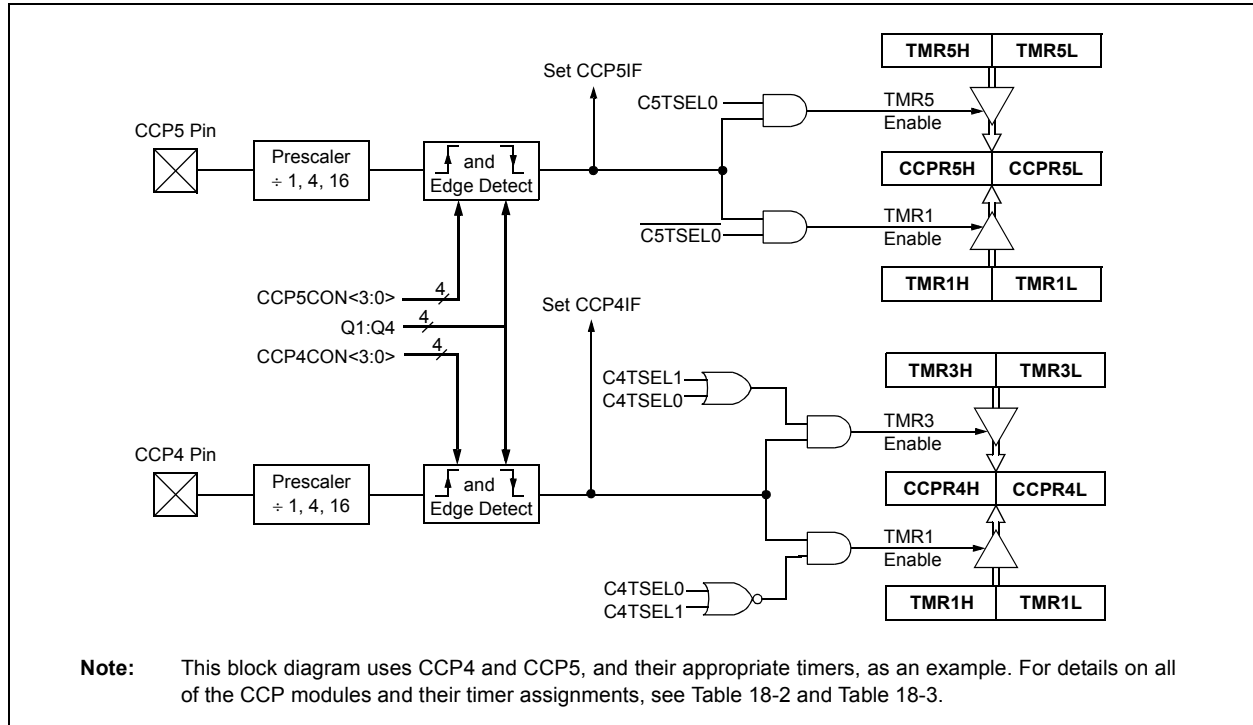 TMR5H TMR5L
Set CCP5IF
C5TSEL0
TMR5
Enable
CCP5 Pin
Prescaler
÷ 1, 4, 16
and
Edge Detect
CCPR5H CCPR5L
C5TSEL0
TMR1
Enable
TMR1H TMR1L
CCP5CON<3:0> 4
Q1:Q4 4
CCP4CON<3:0> 4
Set CCP4IF
TMR3H TMR3L
C4TSEL1
C4TSEL0
TMR3
Enable
CCP4 Pin
Prescaler
÷ 1, 4, 16
and
Edge Detect
CCPR4H CCPR4L
TMR1
Enable
C4TSEL0
C4TSEL1
TMR1H TMR1L
Note: This block diagram uses CCP4 and CCP5, and their appropriate timers, as an example. For details on all
of the CCP modules and their timer assignments, see Table 18-2 and Table 18-3.